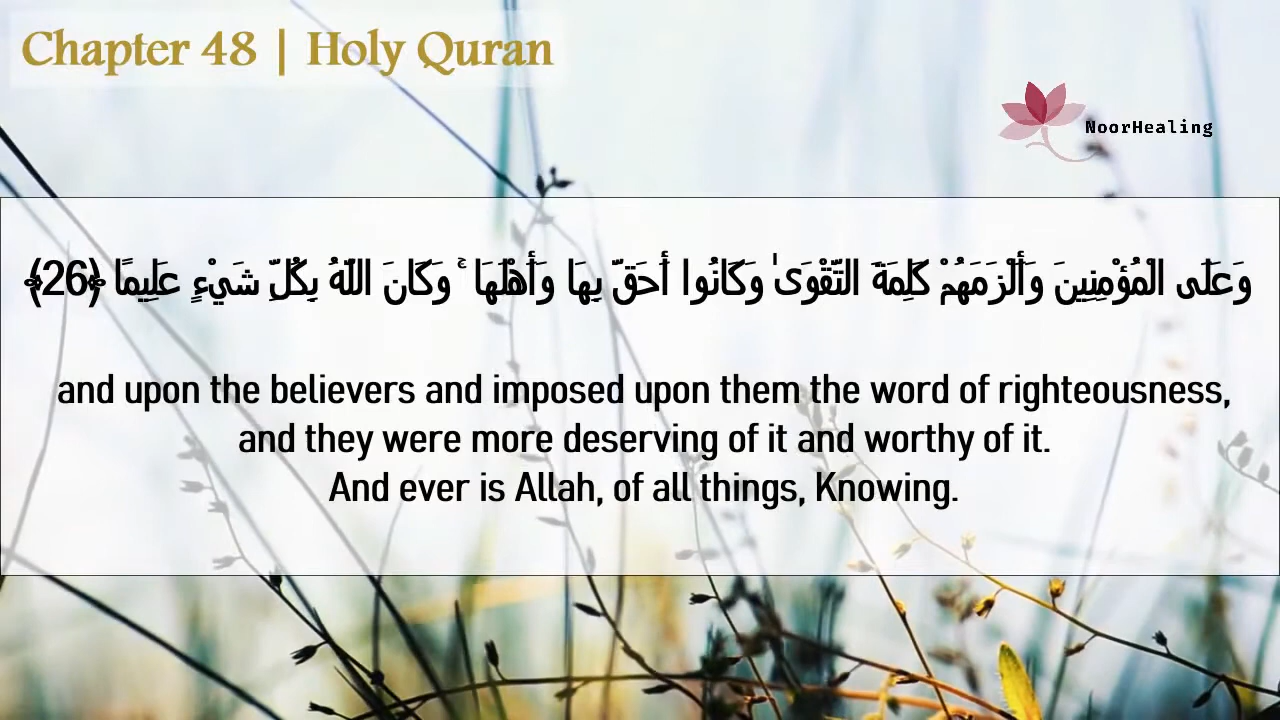 Chapter 48 | Holy Quran
NoorHealing
وَعَلَى الْمُؤْمِنِينَ وَأَلْزَمَهُمْ كَلِمَةَ التَّقْوَىٰ وَكَانُوا أَحَقَّ بِهَا وَأَهْلَهَا ۚ وَكَانَ اللَّهُ بِكُلِّ شَيْءٍ عَلِيمًا ﴿26﴾
and upon the believers and imposed upon them the word of righteousness,
and they were more deserving of it and worthy of it.
And ever is Allah, of all things, Knowing.